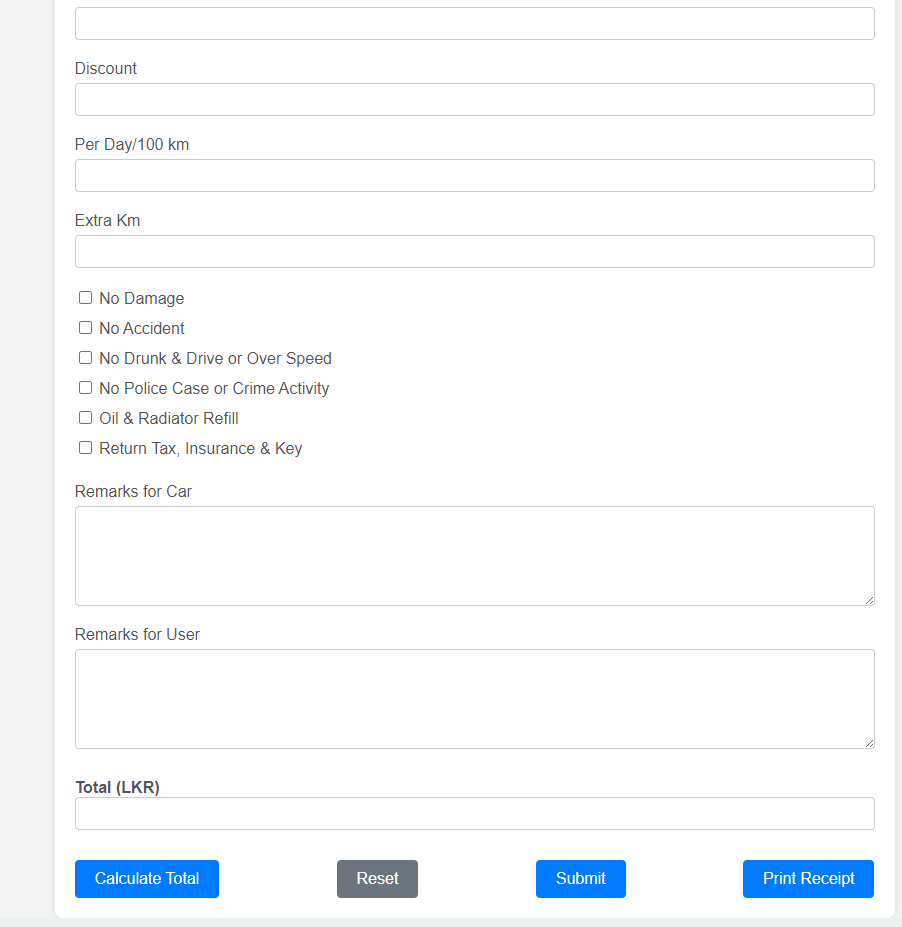 Discount
Per Day/100 km
Extra Km
No Damage
No Accident
No Drunk & Drive or Over Speed
No Police Case or Crime Activity
Oil & Radiator Refill
Return Tax, Insurance & Key
Remarks for Car
Remarks for User
Total (LKR)
Calculate Total Reset Submit Print Receipt